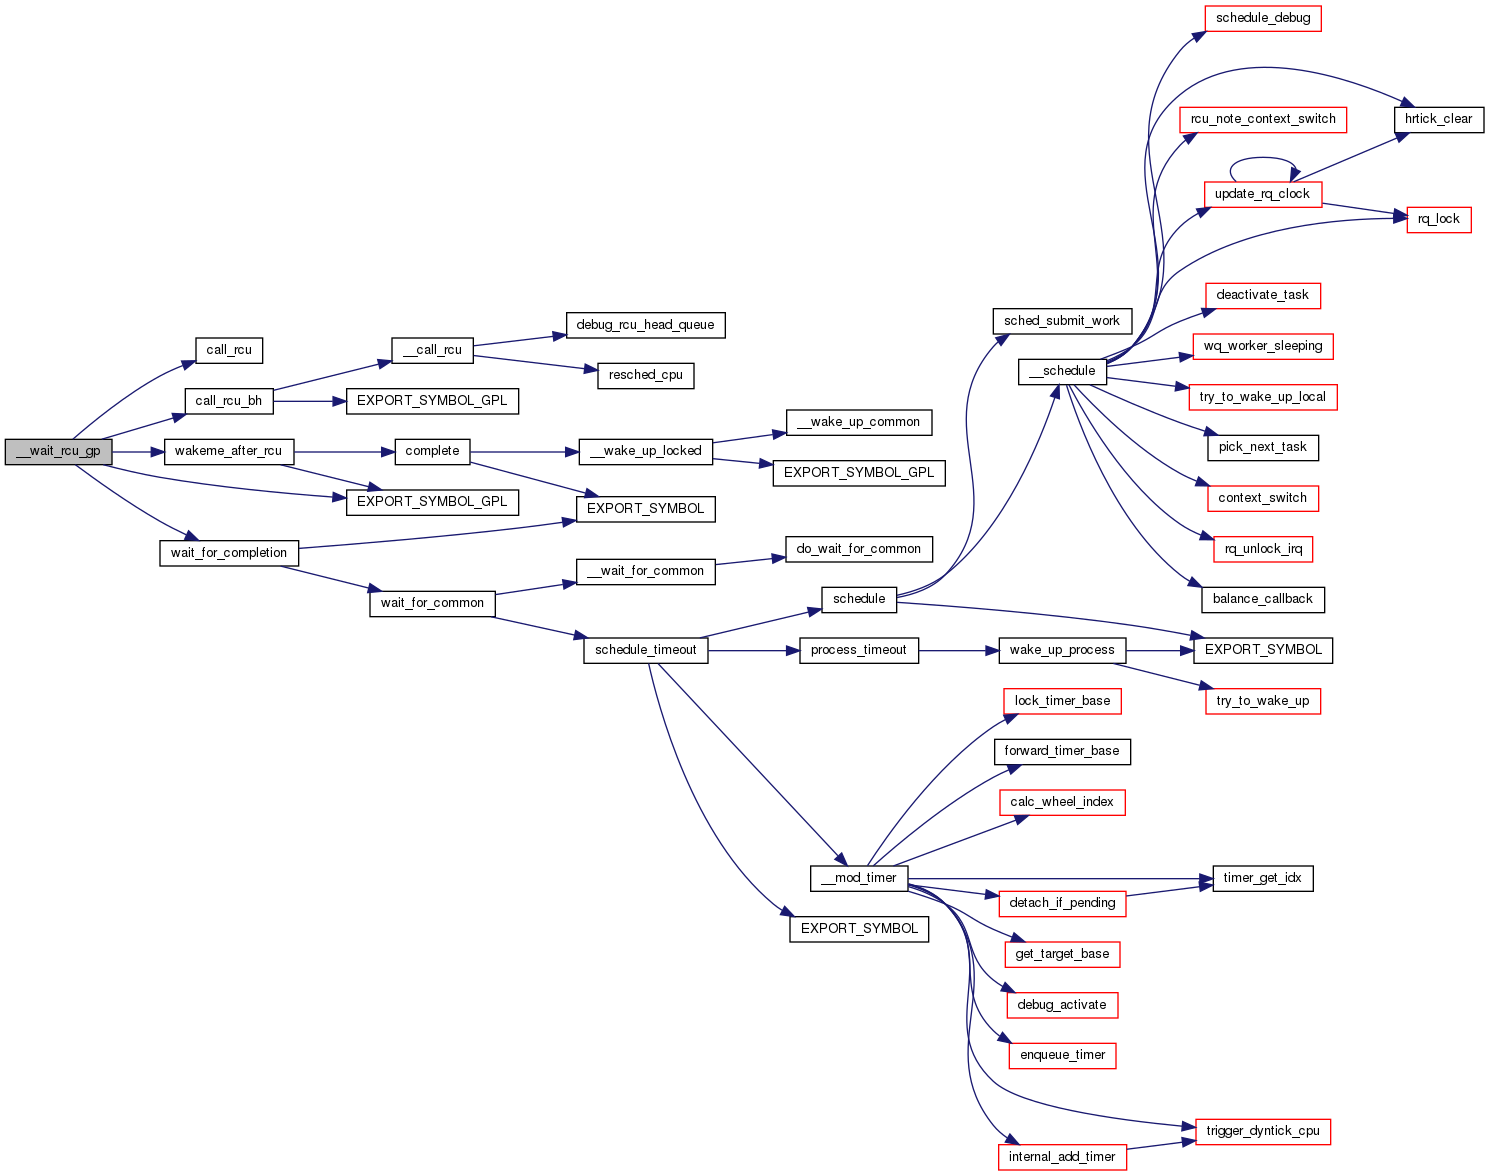 schedule_debug
rcu_note_context_switch
hrtick_clear
update_rq_clock
rq_lock
deactivate_task
sched_submit_work
debug_rcu_head_queue
call_rcu
__call_rcu
wq_worker_sleeping
__schedule
resched_cpu
try_to_wake_up_local
call_rcu_bh
EXPORT_SYMBOL_GPL
__wake_up_common
pick_next_task
__wait_rcu_gp
wakeme_after_rcu
complete
__wake_up_locked
EXPORT_SYMBOL_GPL
context_switch
EXPORT_SYMBOL_GPL
EXPORT_SYMBOL
rq_unlock_irq
wait_for_completion
do_wait_for_common
__wait_for_common
balance_callback
wait_for_common
schedule
schedule_timeout
process_timeout
wake_up_process
EXPORT_SYMBOL
lock_timer_base
try_to_wake_up
forward_timer_base
calc_wheel_index
__mod_timer
timer_get_idx
detach_if_pending
EXPORT_SYMBOL
get_target_base
debug_activate
enqueue_timer
trigger_dyntick_cpu
internal_add_timer